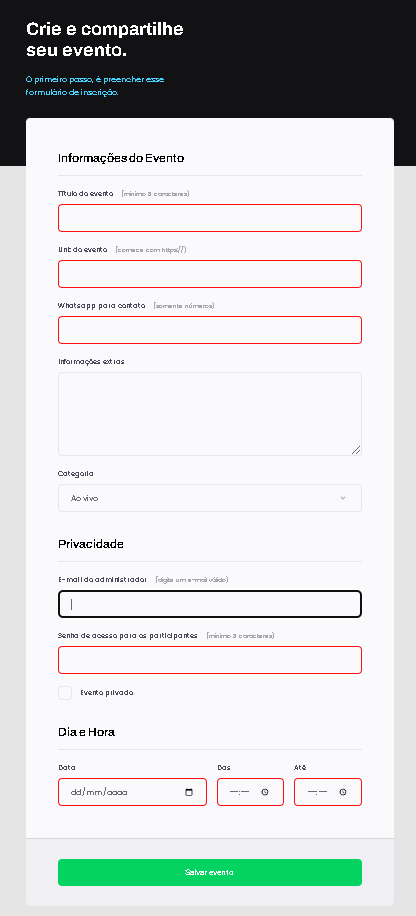 Crie e compartilhe
seu evento.
O primeiro passo, é preencher esse
formulário de inscrição.
Informações do Evento
Título do evento (mínimo 3 caracteres)
Link do evento (comece com https://)
Whatsapp para contato (somente números)
Informações extras
Categoria
Ao vivo
Privacidade
E-mail do administrador (digite um e-mail válido)
Senha de acesso para os participantes (mínimo 3 caracteres)
Evento privado
Dia e Hora
Data Das Até
dd/mm/aaaa --:-- --:--
Salvar evento